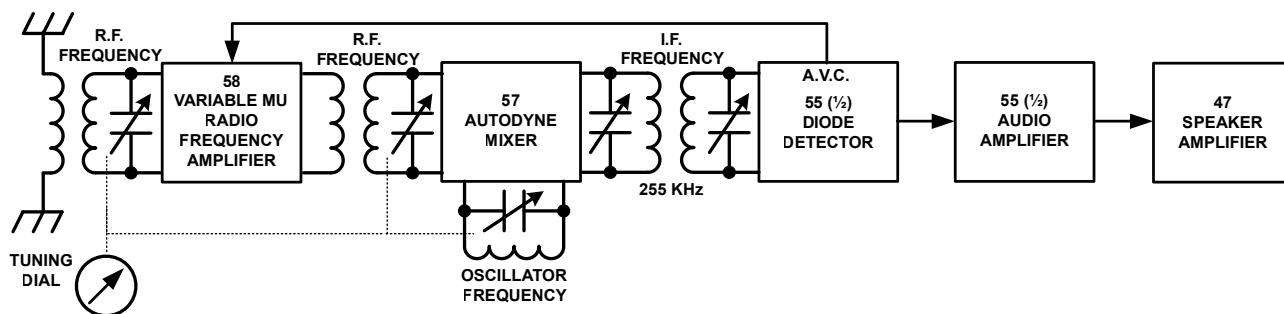 R.F.
FREQUENCY
58
VARIABLE MU
RADIO
FREQUENCY
AMPLIFIER
R.F.
FREQUENCY
57
AUTODYNE
MIXER
I.F.
FREQUENCY
255 KHz
A.V.C.
55 (½)
DIODE
DETECTOR
55 (½)
AUDIO
AMPLIFIER
47
SPEAKER
AMPLIFIER
TUNING
DIAL
OSCILLATOR
FREQUENCY